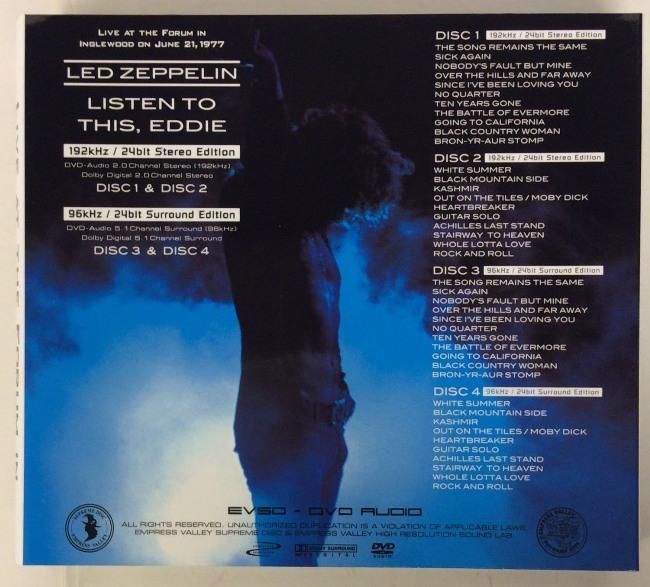 LIVE AT THE FORUM IN
INGLEWOOD ON JUNE 21, 1977
LED ZEPPELIN
LISTEN TO
THIS, EDDIE
192kHz / 24bit Stereo Edition
DVD-Audio 2.0 Channel Stereo (192kHz)
Dolby Digital 2.0 Channel Stereo
DISC 1 & DISC 2
96kHz / 24bit Surround Edition
DVD-Audio 5.1 Channel Surround (96kHz)
Dolby Digital 5.1 Channel Surround
DISC 3 & DISC 4
DISC 1 192kHz / 24bit Stereo Edition
THE SONG REMAINS THE SAME
SICK AGAIN
NOBODY'S FAULT BUT MINE
OVER THE HILLS AND FAR AWAY
SINCE I'VE BEEN LOVING YOU
NO QUARTER
TEN YEARS GONE
THE BATTLE OF EVERMORE
GOING TO CALIFORNIA
BLACK COUNTRY WOMAN
BRON-YR-AUR STOMP
DISC 2 192kHz / 24bit Stereo Edition
WHITE SUMMER
BLACK MOUNTAIN SIDE
KASHMIR
OUT ON THE TILES / MOBY DICK
HEARTBREAKER
GUITAR SOLO
ACHILLES LAST STAND
STAIRWAY TO HEAVEN
WHOLE LOTTA LOVE
ROCK AND ROLL
DISC 3 96kHz / 24bit Surround Edition
THE SONG REMAINS THE SAME
SICK AGAIN
NOBODY'S FAULT BUT MINE
OVER THE HILLS AND FAR AWAY
SINCE I'VE BEEN LOVING YOU
NO QUARTER
TEN YEARS GONE
THE BATTLE OF EVERMORE
GOING TO CALIFORNIA
BLACK COUNTRY WOMAN
BRON-YR-AUR STOMP
DISC 4 96kHz / 24bit Surround Edition
WHITE SUMMER
BLACK MOUNTAIN SIDE
KASHMIR
OUT ON THE TILES / MOBY DICK
HEARTBREAKER
GUITAR SOLO
ACHILLES LAST STAND
STAIRWAY TO HEAVEN
WHOLE LOTTA LOVE
ROCK AND ROLL
EVSD - DVD AUDIO
ALL RIGHTS RESERVED. UNAUTHORIZED DUPLICATION IS A VIOLATION OF APPLICABLE LAWS.
EMPRESS VALLEY SUPREME DISC & EMPRESS VALLEY HIGH RESOLUTION SOUND LAB.
SUPREME DISC
EMPRESS VALLEY
DOLBY SURROUND
DIGITAL
DVD
AUDIO
EMPRESS VALLEY